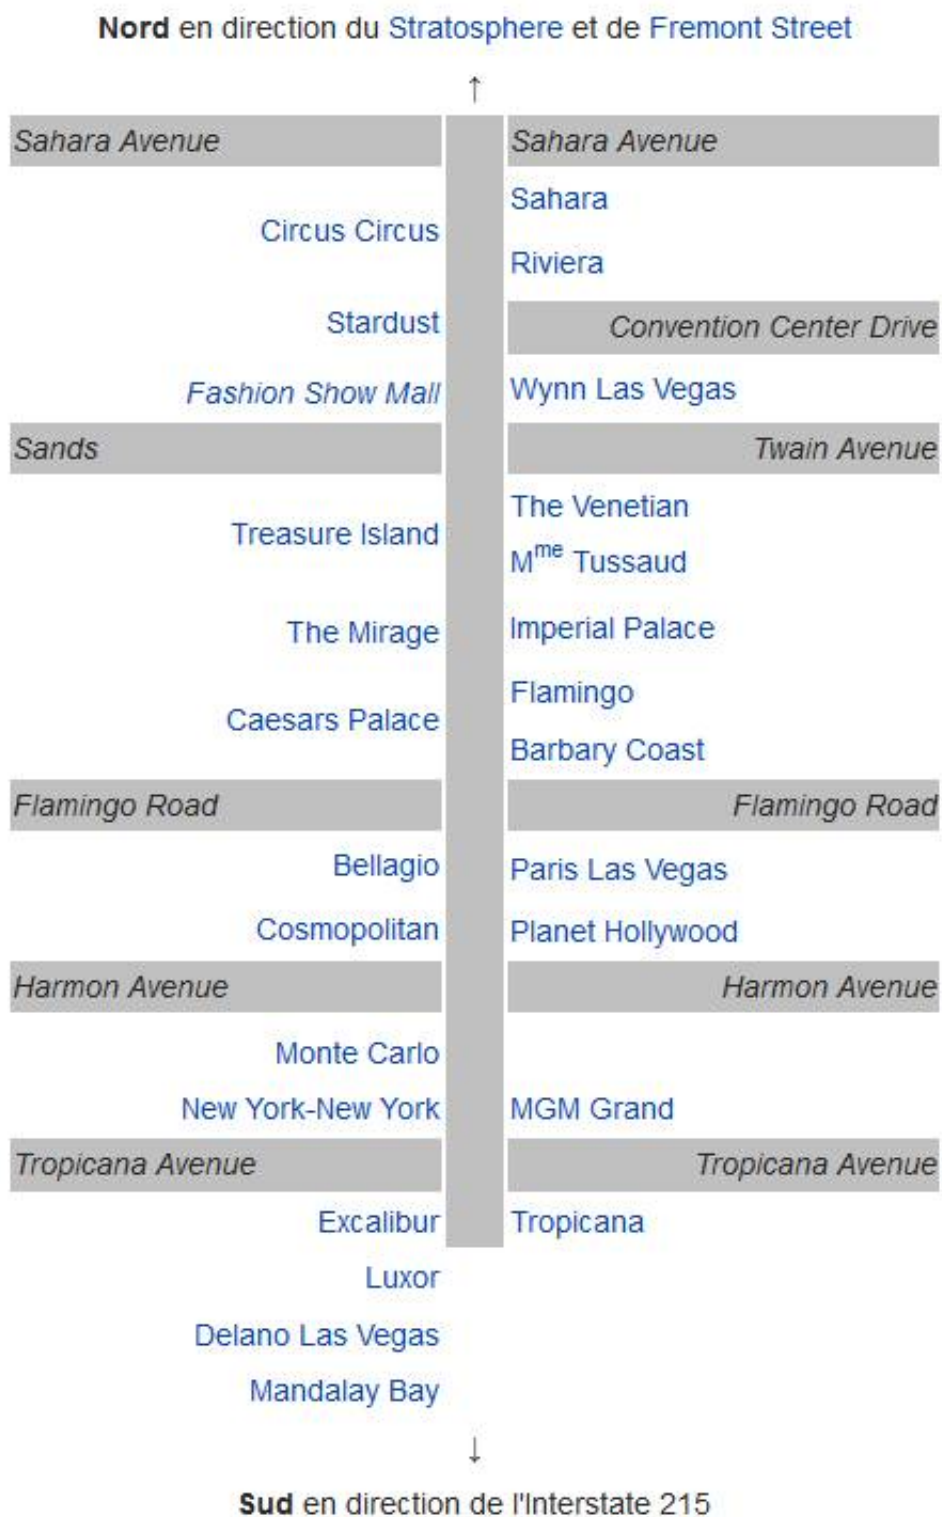 Nord en direction du Stratosphere et de Fremont Street
↑
Sahara Avenue
Sahara Avenue
Sahara
Circus Circus
Riviera
Stardust
Convention Center Drive
Fashion Show Mall
Wynn Las Vegas
Sands
Twain Avenue
The Venetian
Treasure Island
Mme Tussaud
The Mirage
Imperial Palace
Flamingo
Caesars Palace
Barbary Coast
Flamingo Road
Flamingo Road
Bellagio
Paris Las Vegas
Cosmopolitan
Planet Hollywood
Harmon Avenue
Harmon Avenue
Monte Carlo
New York-New York
MGM Grand
Tropicana Avenue
Tropicana Avenue
Excalibur
Tropicana
Luxor
Delano Las Vegas
Mandalay Bay
↓
Sud en direction de l'Interstate 215